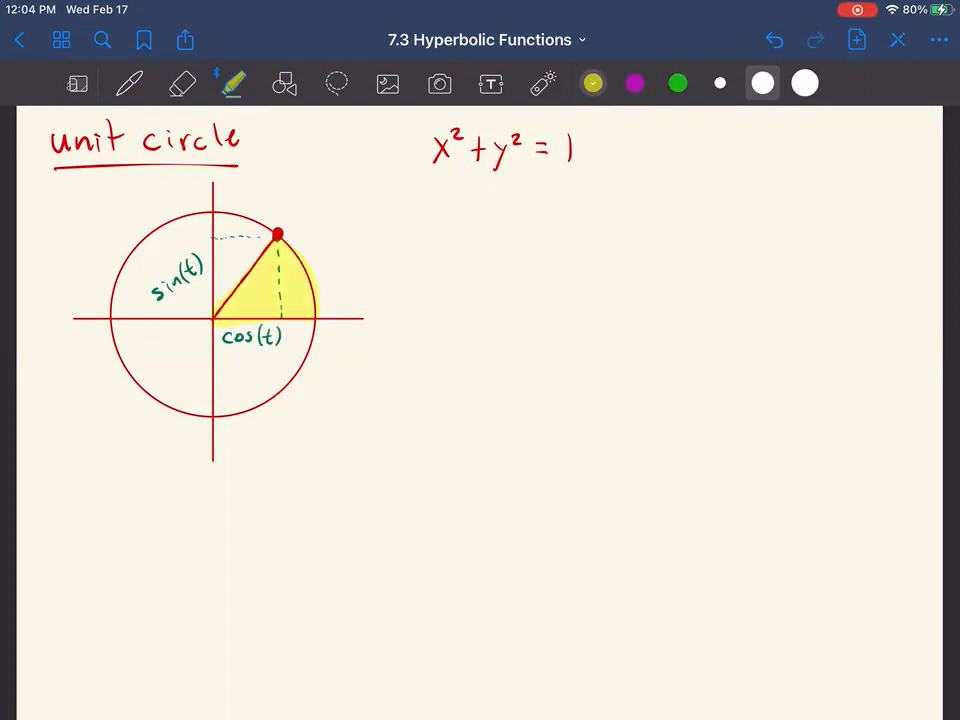 12:04 PM Wed Feb 17
80%
7.3 Hyperbolic Functions
T
unit circle
x² + y² = 1
sin(t)
cos(t)